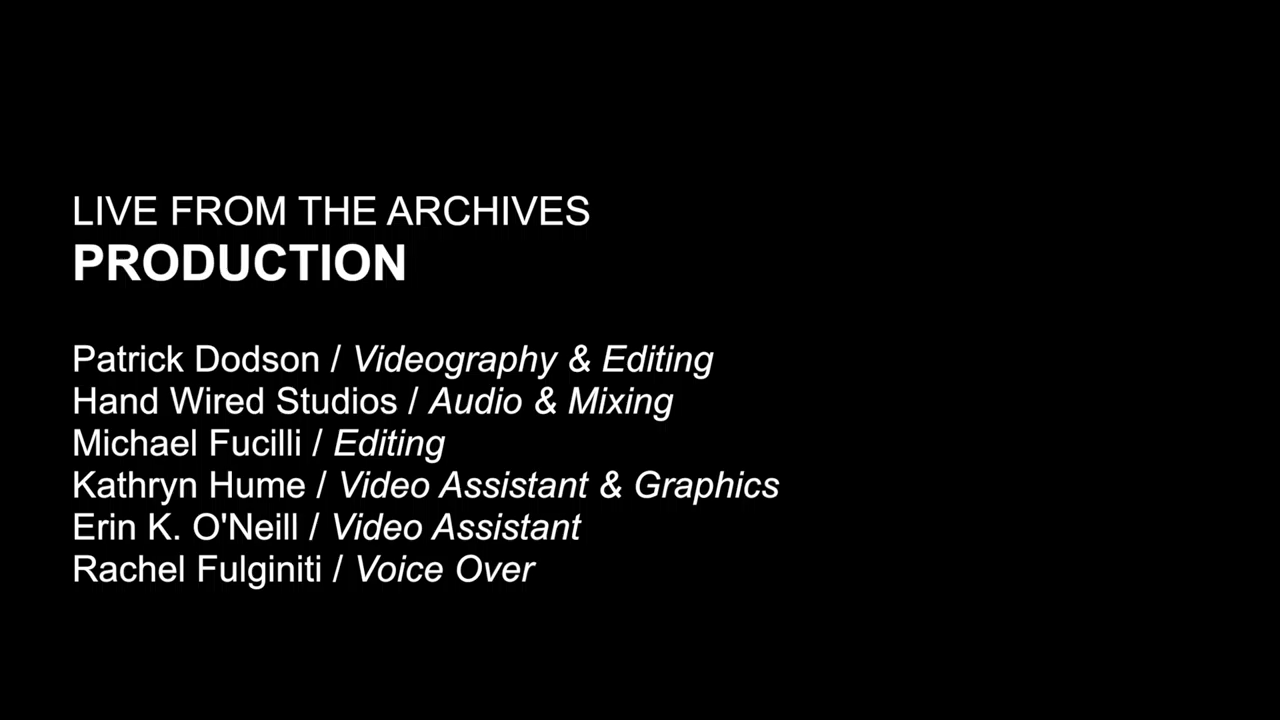 LIVE FROM THE ARCHIVES
PRODUCTION
Patrick Dodson / Videography & Editing
Hand Wired Studios / Audio & Mixing
Michael Fucilli / Editing
Kathryn Hume / Video Assistant & Graphics
Erin K. O'Neill / Video Assistant
Rachel Fulginiti / Voice Over